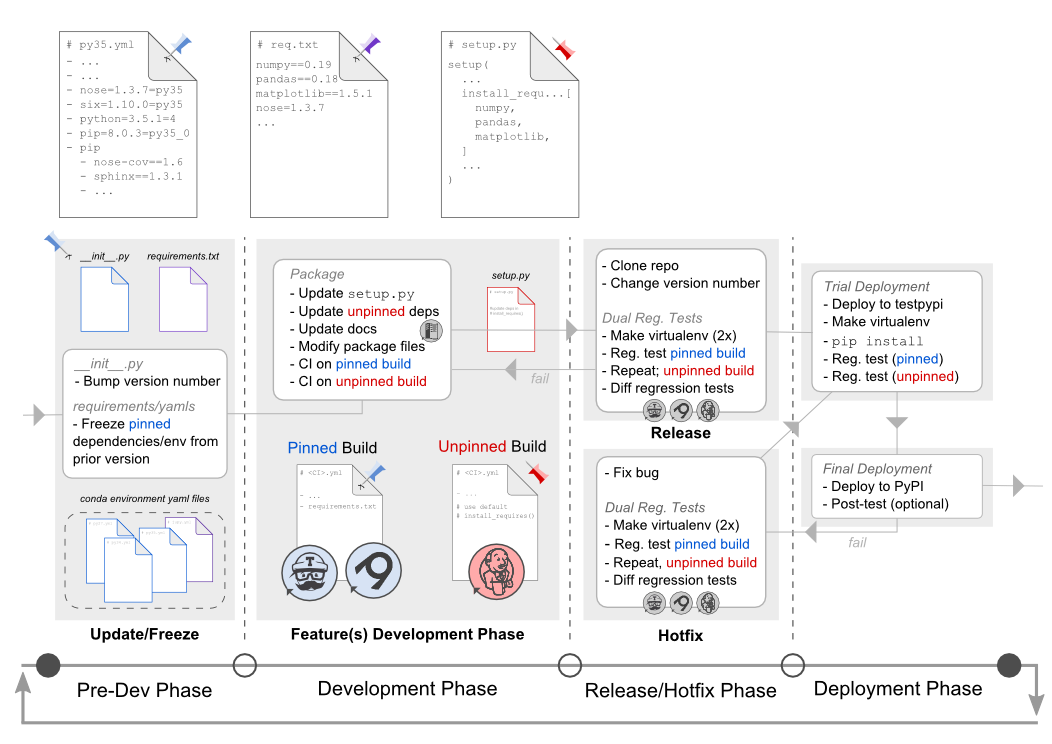 # py35.yml
- ...
- ...
- nose=1.3.7=py35
- six=1.10.0=py35
- python=3.5.1=4
- pip=8.0.3=py35_0
- pip
- nose-cov==1.6
- sphinx==1.3.1
- ...
# req.txt
numpy==0.19
pandas==0.18
matplotlib==1.5.1
nose=1.3.7
...
# setup.py
setup(
...
install_requ...[
numpy,
pandas,
matplotlib,
]
...
)
__init__.py
requirements.txt
__init__.py
- Bump version number
requirements/yamls
- Freeze pinned
dependencies/env from
prior version
conda environment yaml files
Update/Freeze
Package
- Update setup.py
- Update unpinned deps
- Update docs
- Modify package files
- CI on pinned build
- CI on unpinned build
setup.py
fail
Pinned Build
# <CI>.yml
- ...
- requirements.txt
Unpinned Build
# <CI>.yml
- ...
# use default
# install_requires()
Feature(s) Development Phase
- Clone repo
- Change version number
Dual Reg. Tests
- Make virtualenv (2x)
- Reg. test pinned build
- Repeat; unpinned build
- Diff regression tests
Release
- Fix bug
Dual Reg. Tests
- Make virtualenv (2x)
- Reg. test pinned build
- Repeat, unpinned build
- Diff regression tests
Hotfix
Trial Deployment
- Deploy to testpypi
- Make virtualenv
- pip install
- Reg. test (pinned)
- Reg. test (unpinned)
Final Deployment
- Deploy to PyPI
- Post-test (optional)
fail
Pre-Dev Phase
Development Phase
Release/Hotfix Phase
Deployment Phase